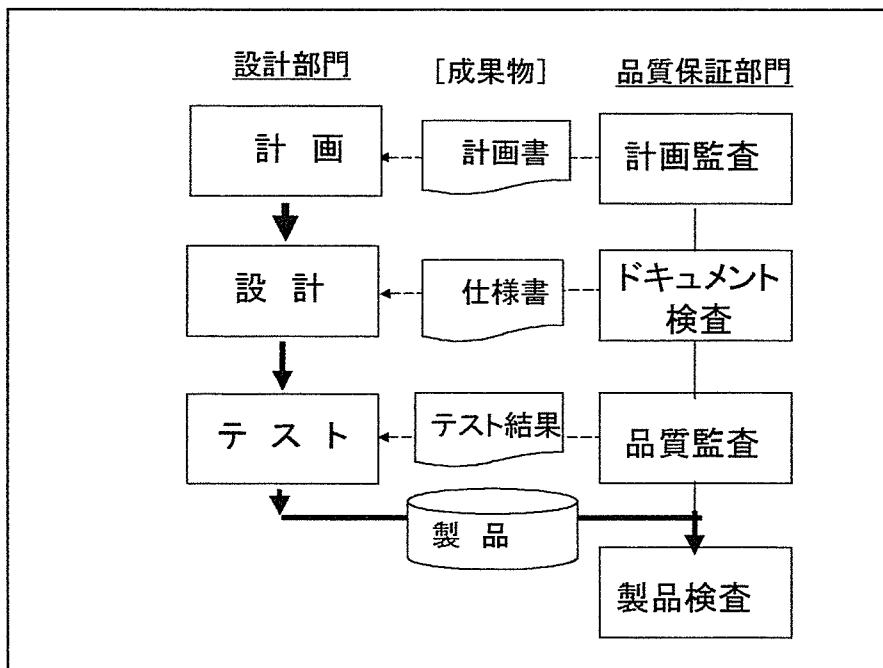 設計部門 [成果物] 品質保証部門
計画 計画書 計画監査
設計 仕様書 ドキュメント
検査
テスト テスト結果 品質監査
製品
製品検査